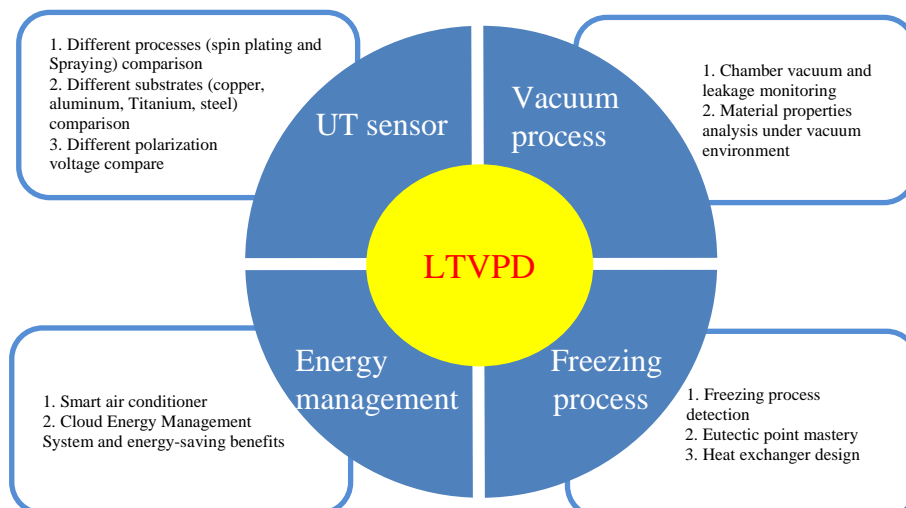 1. Different processes (spin plating and
Spraying) comparison
2. Different substrates (copper,
aluminum, Titanium, steel)
comparison
3. Different polarization
voltage compare
UT sensor
Vacuum
process
1. Chamber vacuum and
leakage monitoring
2. Material properties
analysis under vacuum
environment
LTVPD
1. Smart air conditioner
2. Cloud Energy Management
System and energy-saving benefits
Energy
management
Freezing
process
1. Freezing process
detection
2. Eutectic point mastery
3. Heat exchanger design